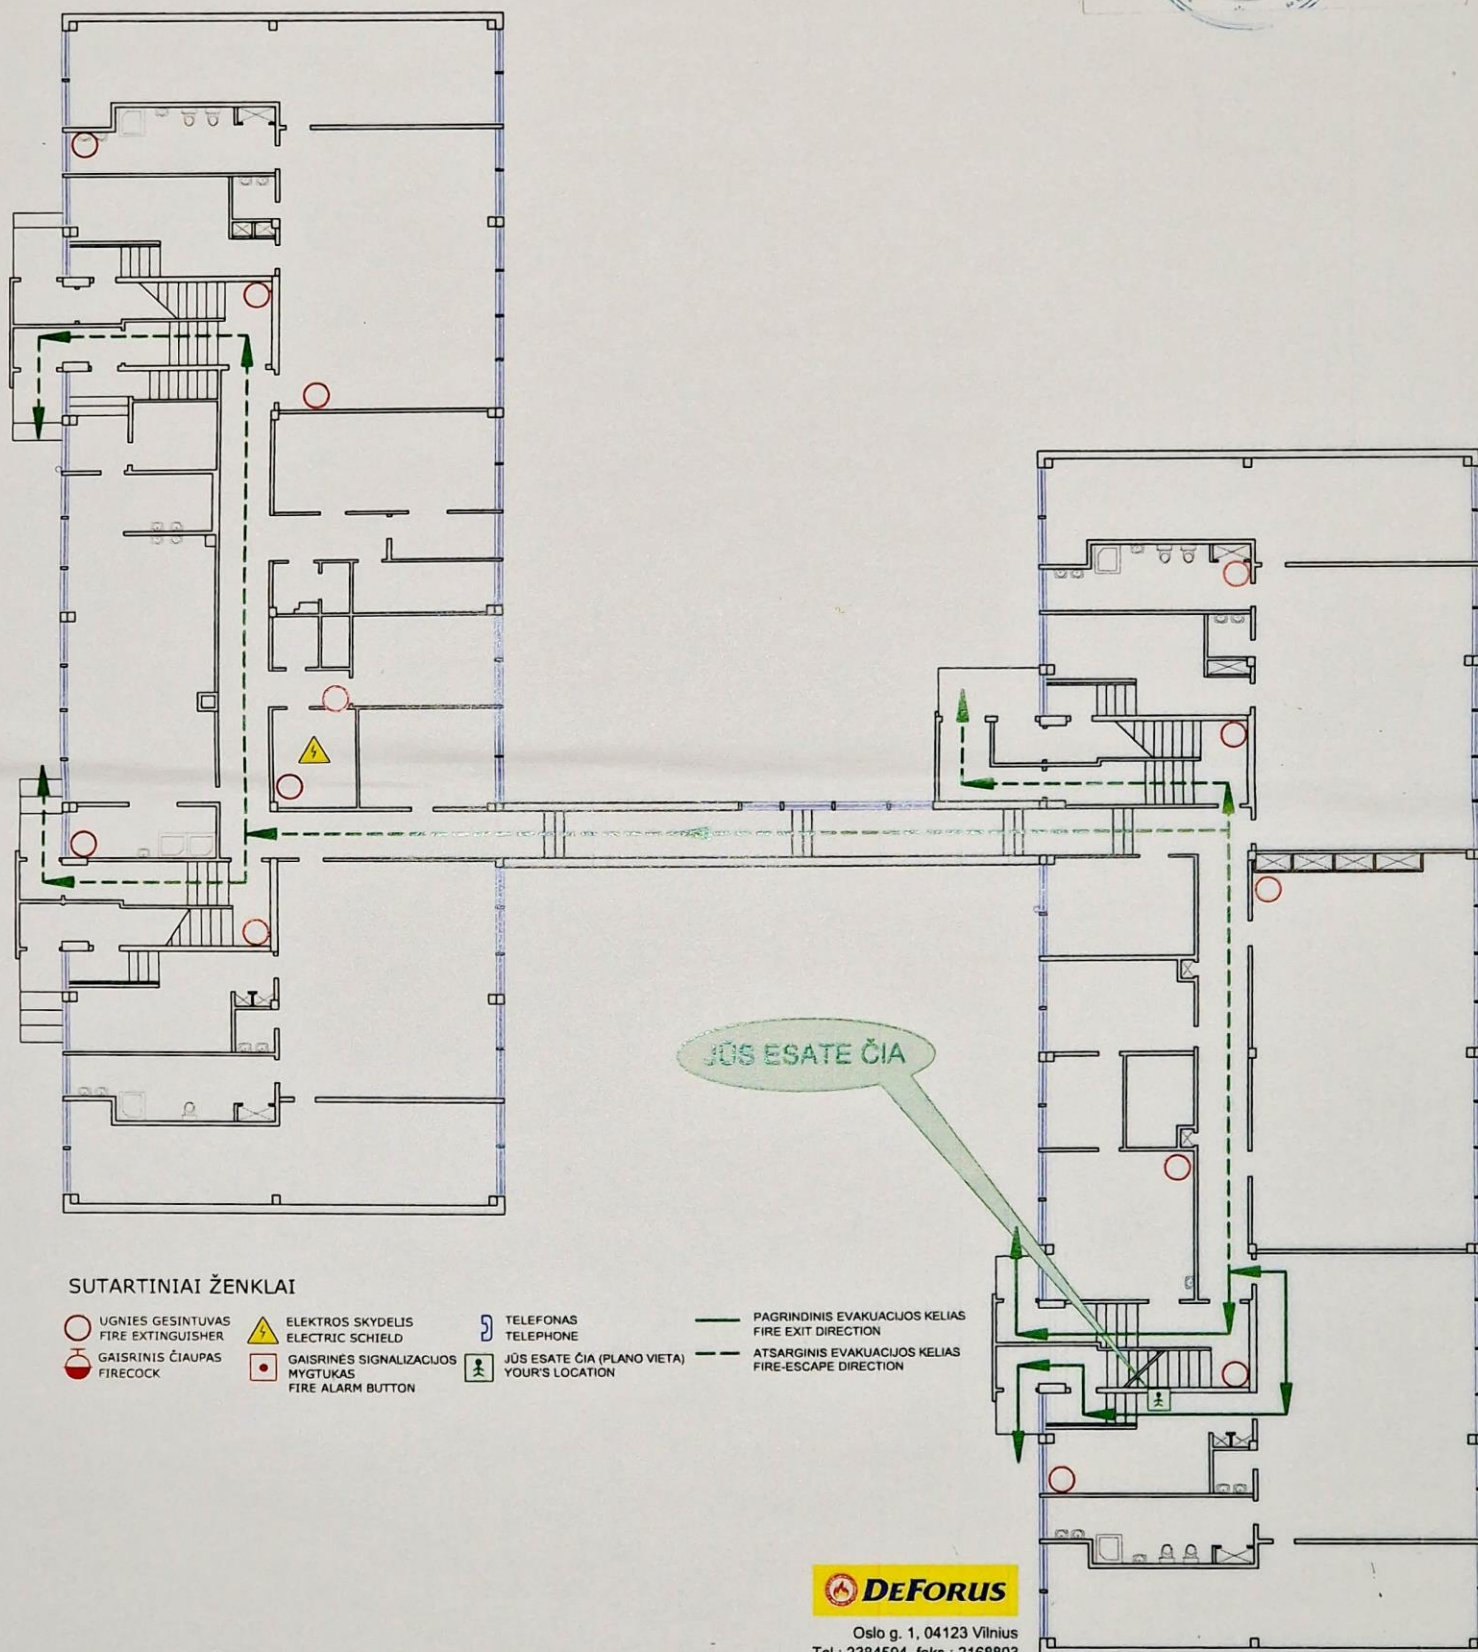 JŪS ESATE ČIA
SUTARTINIAI ŽENKLAI
UGNIES GESINTUVAS
FIRE EXTINGUISHER
GAISRINIS ČIAUPAS
FIRECOCK
ELEKTROS SKYDELIS
ELECTRIC SCHIELD
GAISRINĖS SIGNALIZACIJOS
MYGTUKAS
FIRE ALARM BUTTON
TELEFONAS
TELEPHONE
JŪS ESATE ČIA (PLANO VIETA)
YOUR'S LOCATION
PAGRINDINIS EVAKUACIJOS KELIAS
FIRE EXIT DIRECTION
ATSARGINIS EVAKUACIJOS KELIAS
FIRE-ESCAPE DIRECTION
DEFORUS
Oslo g. 1, 04123 Vilnius